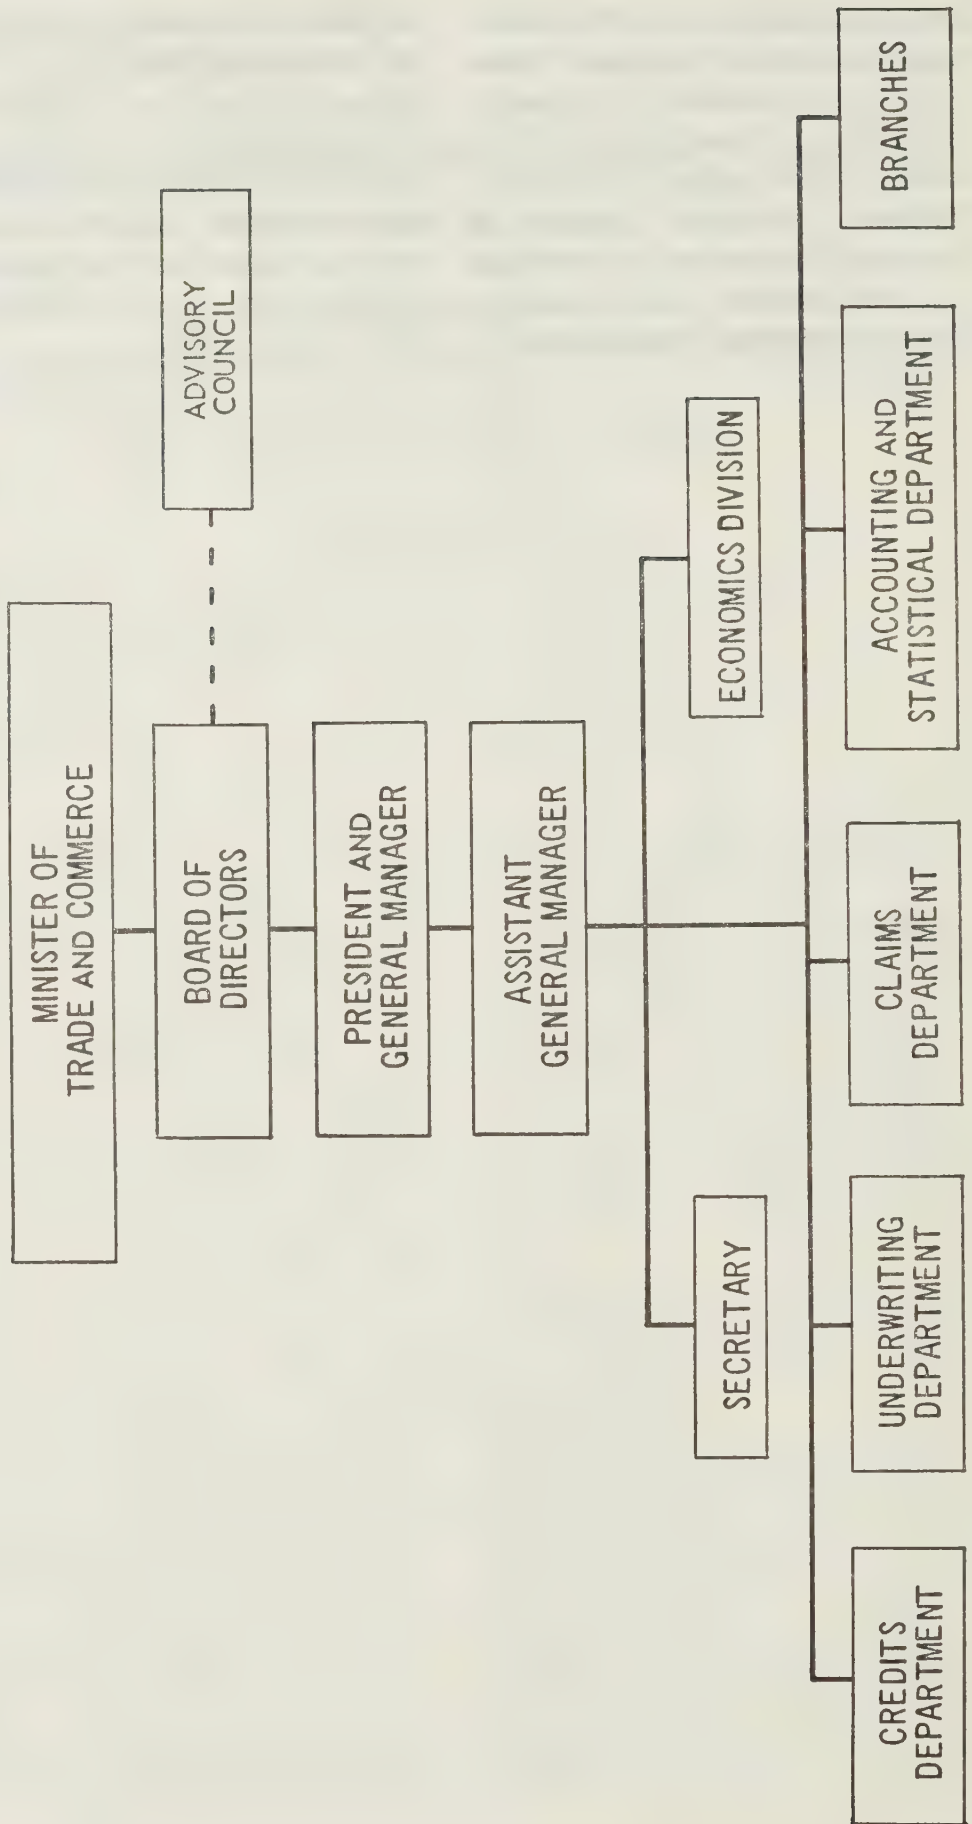 MINISTER OF
TRADE AND COMMERCE
BOARD OF
DIRECTORS
ADVISORY
COUNCIL
PRESIDENT AND
GENERAL MANAGER
ASSISTANT
GENERAL MANAGER
SECRETARY
ECONOMICS DIVISION
CREDITS
DEPARTMENT
UNDERWRITING
DEPARTMENT
CLAIMS
DEPARTMENT
ACCOUNTING AND
STATISTICAL DEPARTMENT
BRANCHES